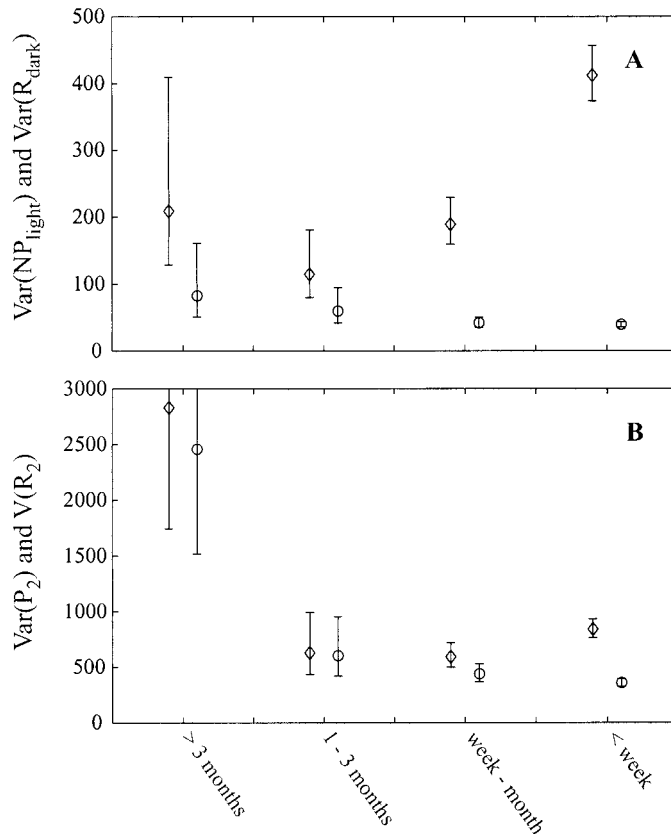 500
400
300
200
100
0
Var(NP_light) and Var(R_dark)
A
3000
2500
2000
1500
1000
500
0
Var(P_2) and V(R_2)
B
> 3 months
1 - 3 months
week - month
< week